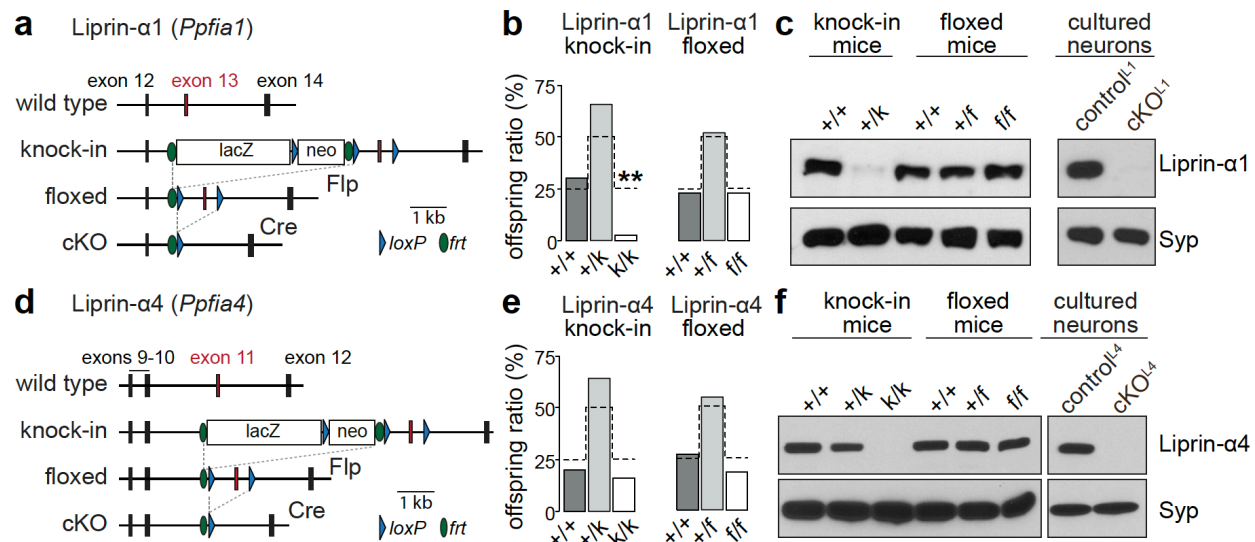 a
Liprin-α1 (Ppfia1)
exon 12 exon 13 exon 14
wild type
knock-in
lacZ
neo
Flp
floxed
1 kb
Cre
cKO
loxP
frt
b
Liprin-α1 knock-in
Liprin-α1 floxed
offspring ratio (%)
75
50
25
0
**
+/+ +/k k/k
+/+ +/f f/f
c
knock-in mice
floxed mice
cultured neurons
+/+ +/k +/+ +/f f/f controlL1 cKOL1
Liprin-α1
Syp
d
Liprin-α4 (Ppfia4)
exons 9-10 exon 11 exon 12
wild type
knock-in
lacZ
neo
Flp
floxed
1 kb
Cre
cKO
loxP
frt
e
Liprin-α4 knock-in
Liprin-α4 floxed
offspring ratio (%)
75
50
25
0
+/+ +/k k/k
+/+ +/f f/f
f
knock-in mice
floxed mice
cultured neurons
+/+ +/k k/k +/+ +/f f/f controlL4 cKOL4
Liprin-α4
Syp